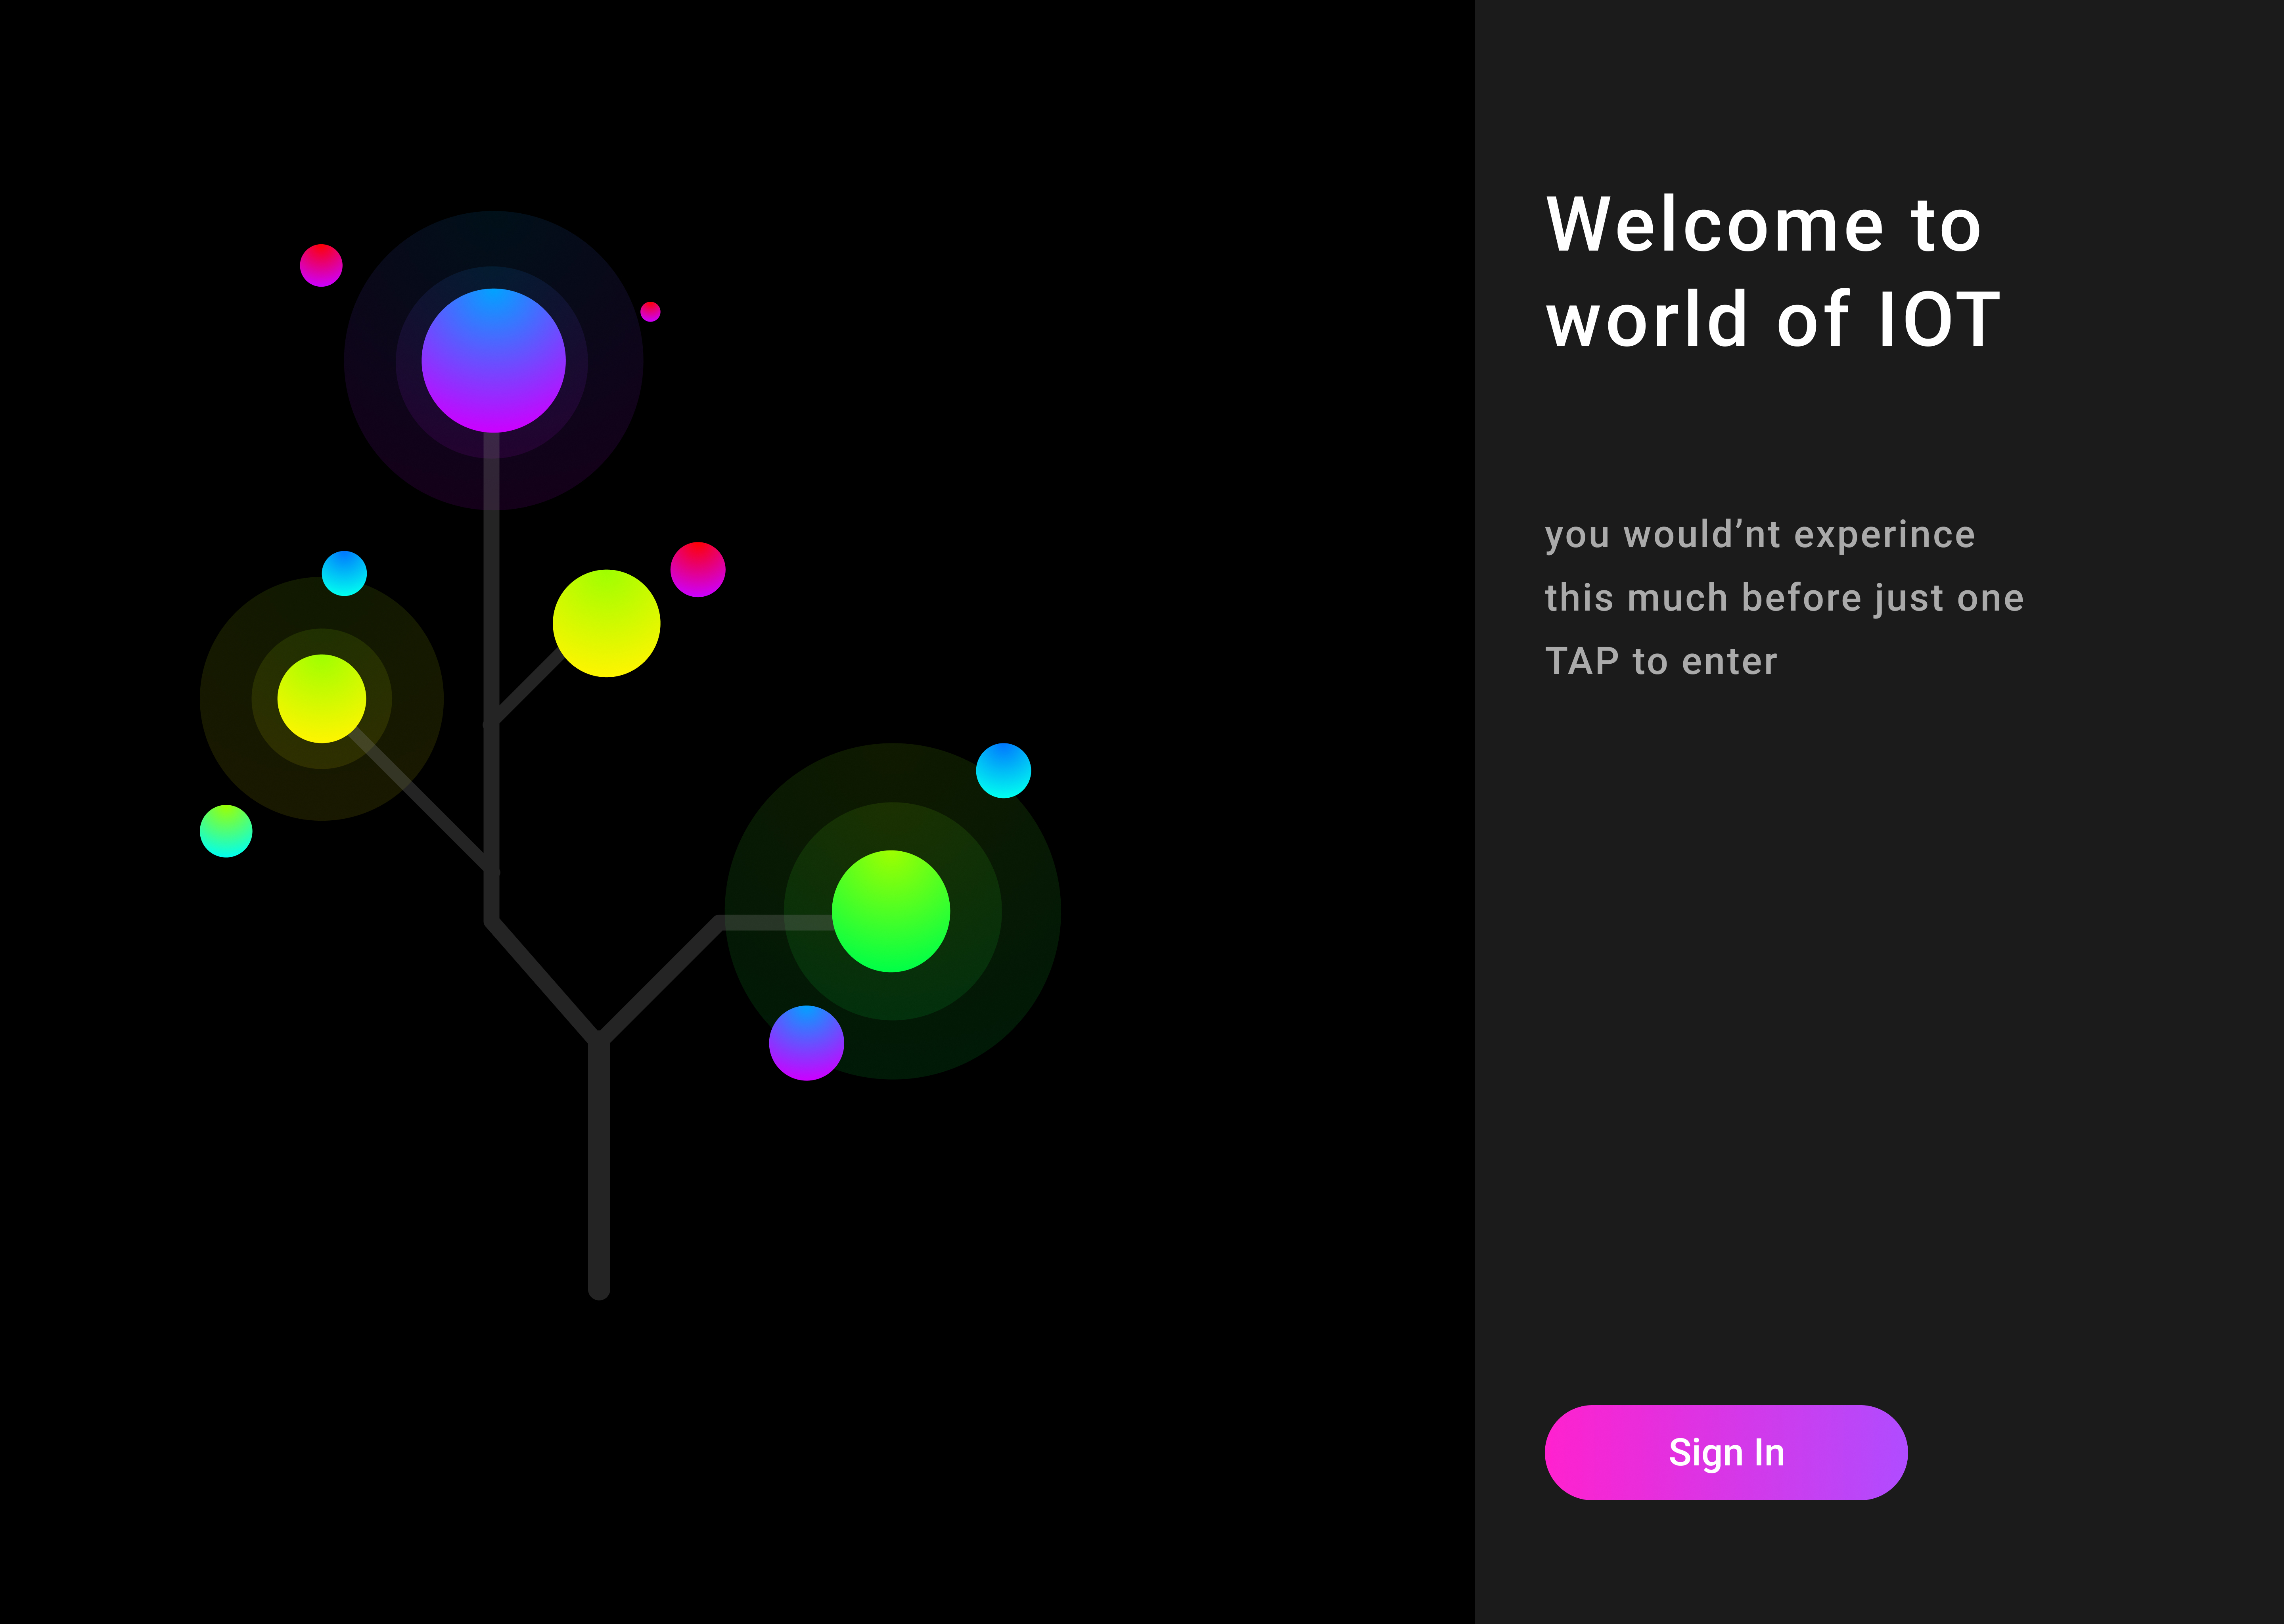 Welcome to
world of IOT
you would’nt experince
this much before just one
TAP to enter
Sign In